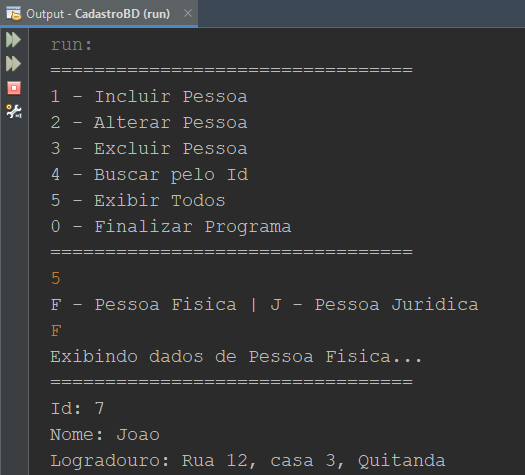 Output - CadastroBD (run) ×
run:
=================================
1 - Incluir Pessoa
2 - Alterar Pessoa
3 - Excluir Pessoa
4 - Buscar pelo Id
5 - Exibir Todos
0 - Finalizar Programa
=================================
5
F - Pessoa Fisica | J - Pessoa Juridica
F
Exibindo dados de Pessoa Fisica...
=================================
Id: 7
Nome: Joao
Logradouro: Rua 12, casa 3, Quitanda